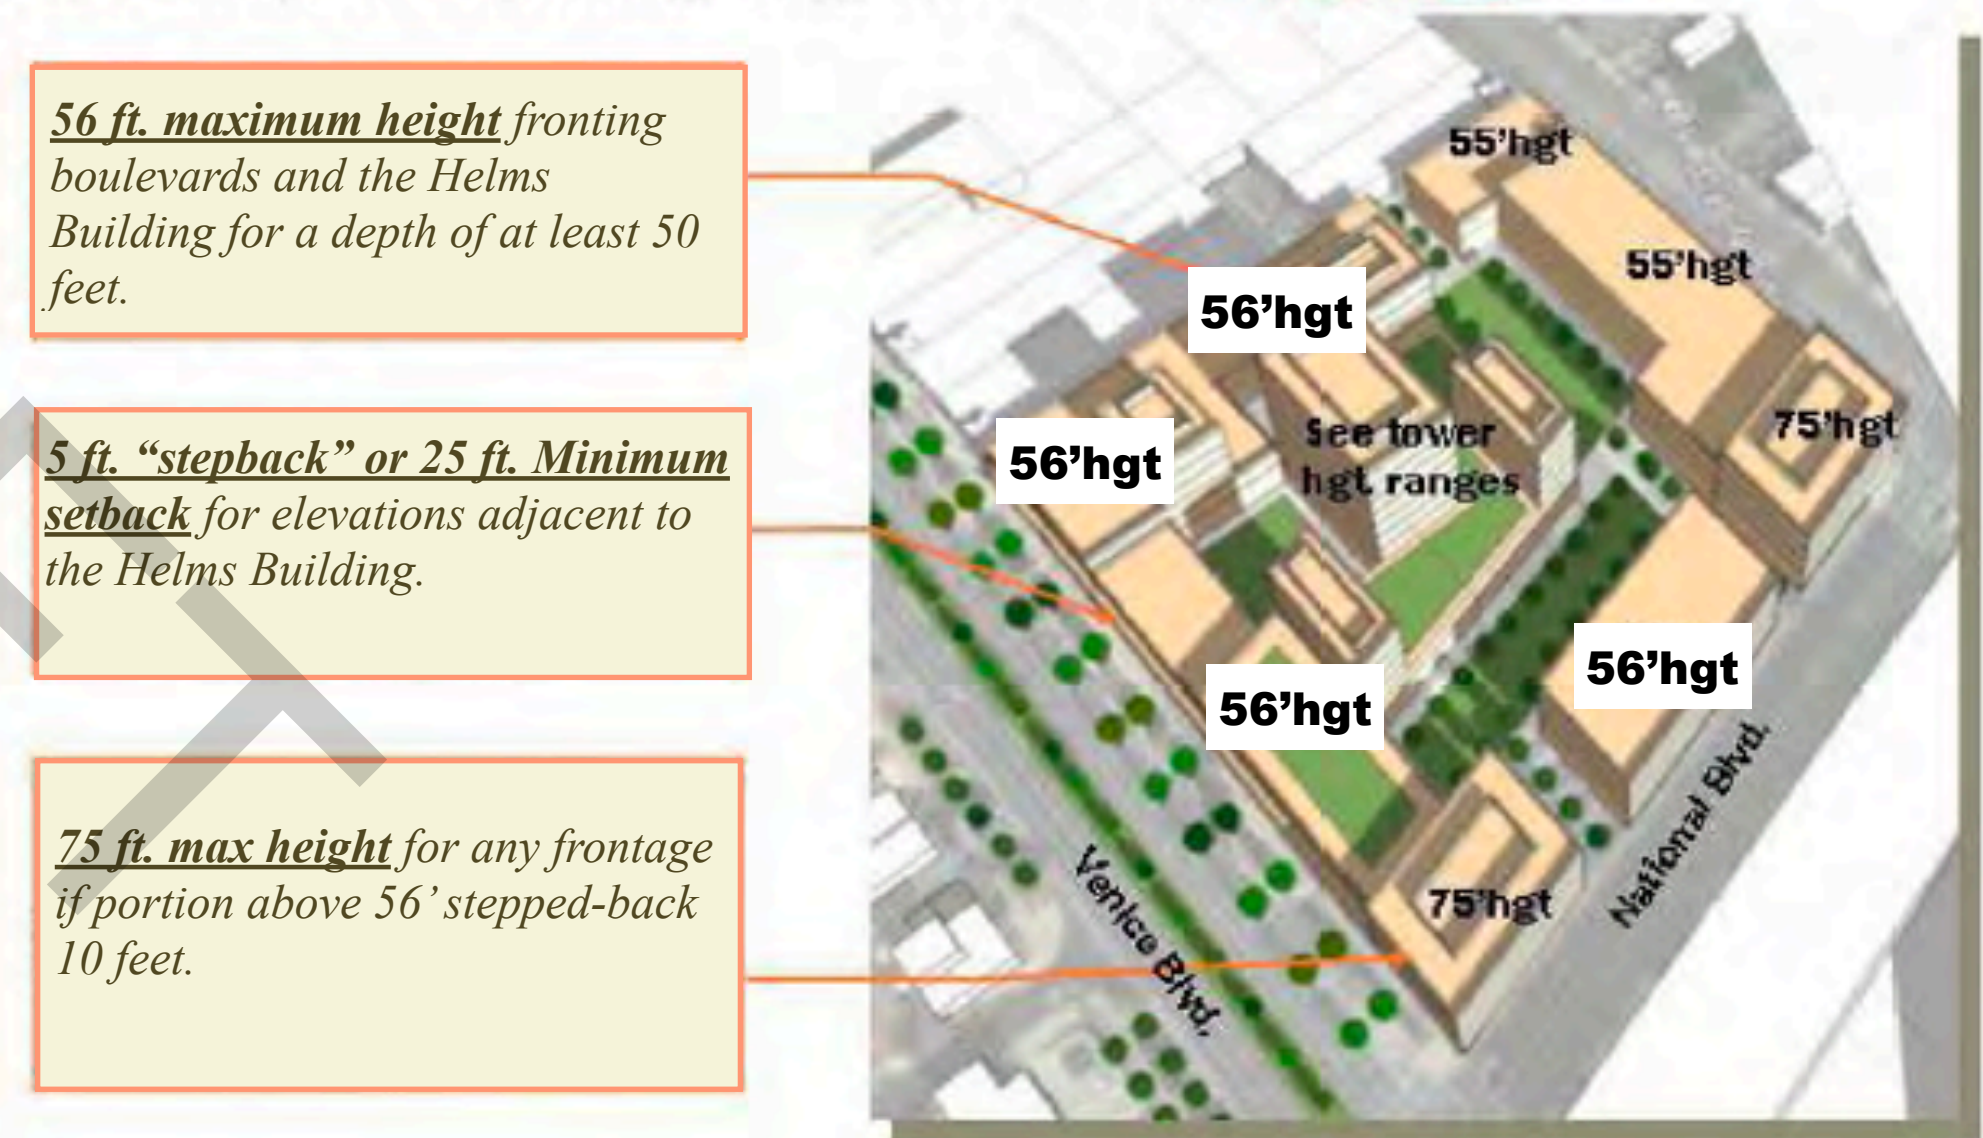 56 ft. maximum height fronting
boulevards and the Helms
Building for a depth of at least 50
feet.
5 ft. “stepback” or 25 ft. Minimum
setback for elevations adjacent to
the Helms Building.
75 ft. max height for any frontage
if portion above 56’ stepped-back
10 feet.
55'hgt
55'hgt
56’hgt
75'hgt
See tower
hgt. ranges
56’hgt
56’hgt
56’hgt
75'hgt
National Blvd.
Venice Blvd.